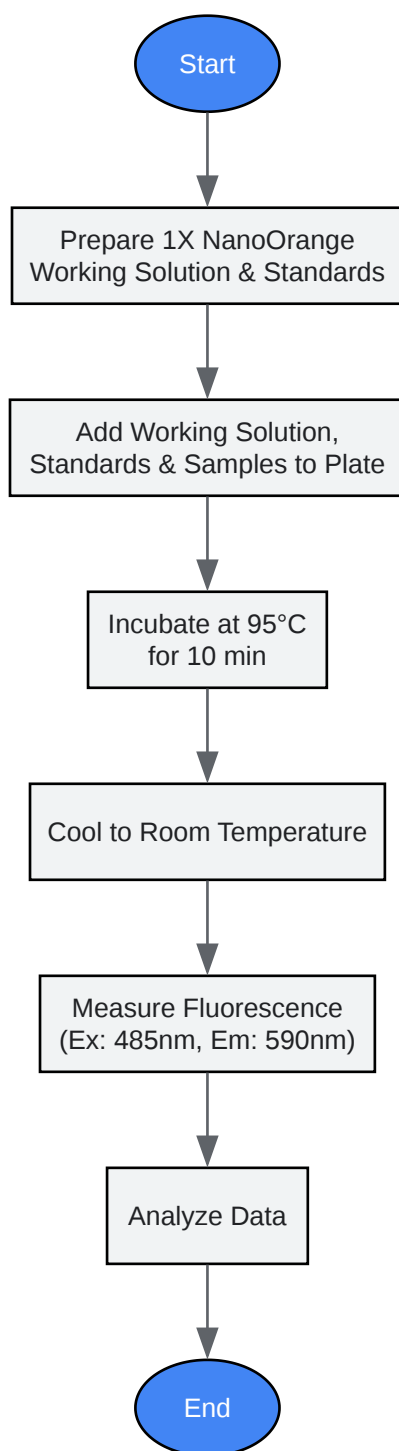 Start
Prepare 1X NanoOrange
Working Solution & Standards
Add Working Solution,
Standards & Samples to Plate
Incubate at 95°C
for 10 min
Cool to Room Temperature
Measure Fluorescence
(Ex: 485nm, Em: 590nm)
Analyze Data
End